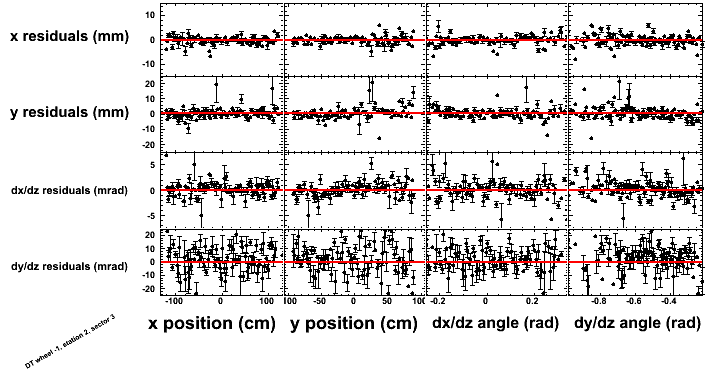 x residuals (mm)
10
0
-10
y residuals (mm)
20
10
0
-10
-20
dx/dz residuals (mrad)
5
0
-5
dy/dz residuals (mrad)
20
10
0
-10
-20
-100 0 100 -50 0 50 -0.2 0 0.2 -0.8 -0.6 -0.4
x position (cm) y position (cm) dx/dz angle (rad) dy/dz angle (rad)
DT wheel -1, station 2, sector 3